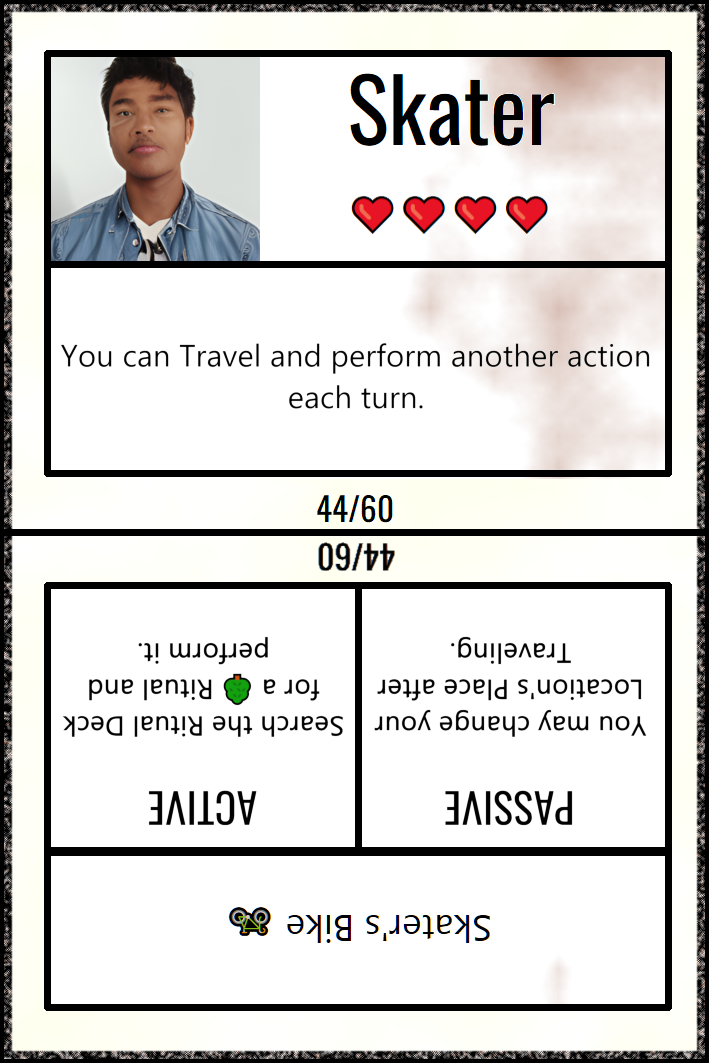 Skater
You can Travel and perform another action
each turn.
44/60
44/60
Skater's Bike
PASSIVE
You may change your
Location's Place after
Traveling.
ACTIVE
Search the Ritual Deck
for a Ritual and
perform it.